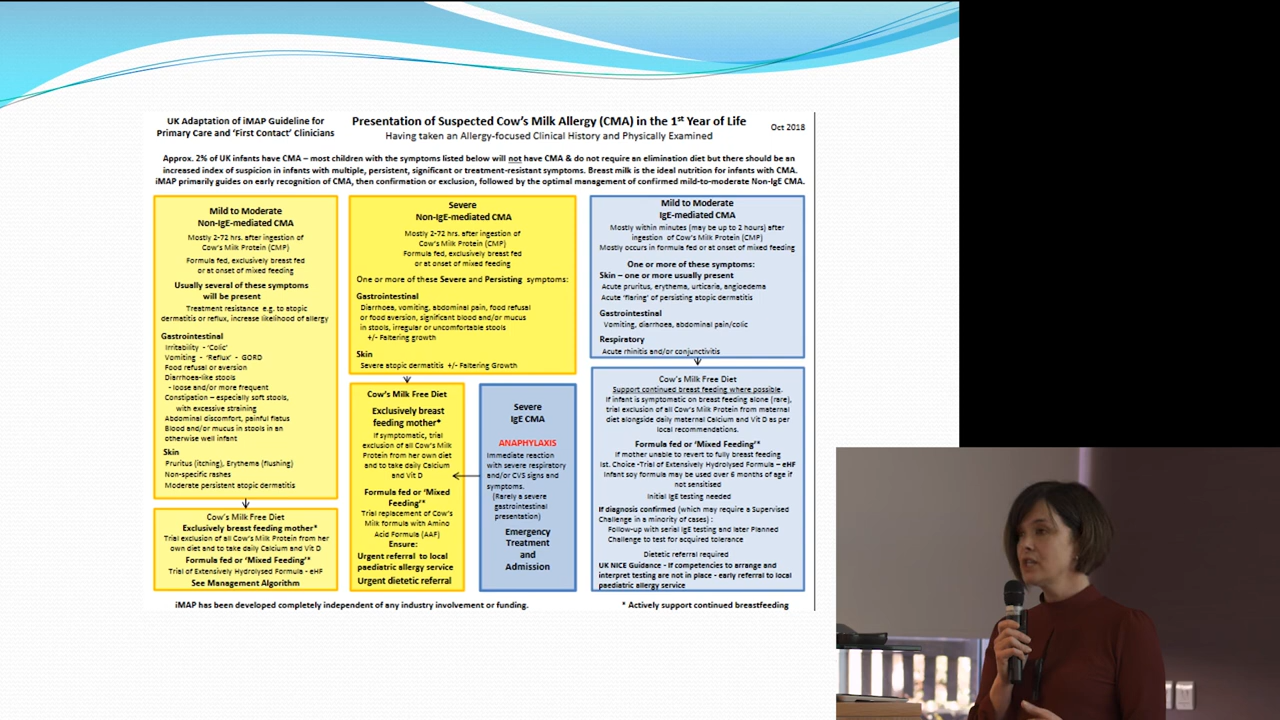 UK Adaptation of iMAP Guideline for
Primary Care and 'First Contact' Clinicians
Presentation of Suspected Cow's Milk Allergy (CMA) in the 1st Year of Life
Having taken an Allergy-focused Clinical History and Physically Examined
Oct 2018
Approx. 2% of UK infants have CMA – most children with the symptoms listed below will not have CMA & do not require an elimination diet but there should be an
increased index of suspicion in infants with multiple, persistent, significant or treatment-resistant symptoms. Breast milk is the ideal nutrition for infants with CMA.
iMAP primarily guides on early recognition of CMA, then confirmation or exclusion, followed by the optimal management of confirmed mild-to-moderate Non-IgE CMA.
Mild to Moderate
Non-IgE-mediated CMA
Mostly 2-72 hrs. after ingestion of
Cow's Milk Protein (CMP)
Formula fed, exclusively breast fed
or at onset of mixed feeding
Usually several of these symptoms
will be present
Treatment resistance e.g. to atopic
dermatitis or reflux, increase likelihood of allergy
Gastrointestinal
Irritability - 'Colic'
Vomiting - 'Reflux' - GORD
Food refusal or aversion
Diarrhoea-like stools
- loose and/or more frequent
Constipation – especially soft stools,
with excessive straining
Abdominal discomfort, painful flatus
Blood and/or mucus in stools in an
otherwise well infant
Skin
Pruritus (itching), Erythema (flushing)
Non-specific rashes
Moderate persistent atopic dermatitis
Cow's Milk Free Diet
Exclusively breast feeding mother*
Trial exclusion of all Cow's Milk Protein from her
own diet and to take daily Calcium and Vit D
Formula fed or 'Mixed Feeding'*
Trial of Extensively Hydrolysed Formula - eHF
See Management Algorithm
Severe
Non-IgE-mediated CMA
Mostly 2-72 hrs. after ingestion of
Cow's Milk Protein (CMP)
Formula fed, exclusively breast fed
or at onset of mixed feeding
One or more of these Severe and Persisting symptoms:
Gastrointestinal
Diarrhoea, vomiting, abdominal pain, food refusal
or food aversion, significant blood and/or mucus
in stools, irregular or uncomfortable stools
+/- Faltering growth
Skin
Severe atopic dermatitis +/- Faltering Growth
Cow's Milk Free Diet
Exclusively breast
feeding mother*
If symptomatic, trial
exclusion of all Cow's Milk
Protein from her own diet
and to take daily Calcium
and Vit D
Formula fed or 'Mixed
Feeding'*
Trial replacement of Cow's
Milk formula with Amino
Acid Formula (AAF)
Ensure:
Urgent referral to local
paediatric allergy service
Urgent dietetic referral
Severe
IgE CMA
ANAPHYLAXIS
Immediate reaction
with severe respiratory
and/or CVS signs and
symptoms.
(Rarely a severe
gastrointestinal
presentation)
Emergency
Treatment
and
Admission
Mild to Moderate
IgE-mediated CMA
Mostly within minutes (may be up to 2 hours) after
ingestion of Cow's Milk Protein (CMP)
Mostly occurs in formula fed or at onset of mixed feeding
One or more of these symptoms:
Skin – one or more usually present
Acute pruritus, erythema, urticaria, angioedema
Acute 'flaring' of persisting atopic dermatitis
Gastrointestinal
Vomiting, diarrhoea, abdominal pain/colic
Respiratory
Acute rhinitis and/or conjunctivitis
Cow's Milk Free Diet
Support continued breast feeding where possible.
If infant is symptomatic on breast feeding alone (rare),
trial exclusion of all Cow's Milk Protein from maternal
diet alongside daily maternal Calcium and Vit D as per
local recommendations.
Formula fed or 'Mixed Feeding'*
If mother unable to revert to fully breast feeding
1st. Choice -Trial of Extensively Hydrolysed Formula – eHF
Infant soy formula may be used over 6 months of age if
not sensitised
Initial IgE testing needed
If diagnosis confirmed (which may require a Supervised
Challenge in a minority of cases) :
Follow-up with serial IgE testing and later Planned
Challenge to test for acquired tolerance
Dietetic referral required
UK NICE Guidance - If competencies to arrange and
interpret testing are not in place - early referral to local
paediatric allergy service
iMAP has been developed completely independent of any industry involvement or funding.
* Actively support continued breastfeeding